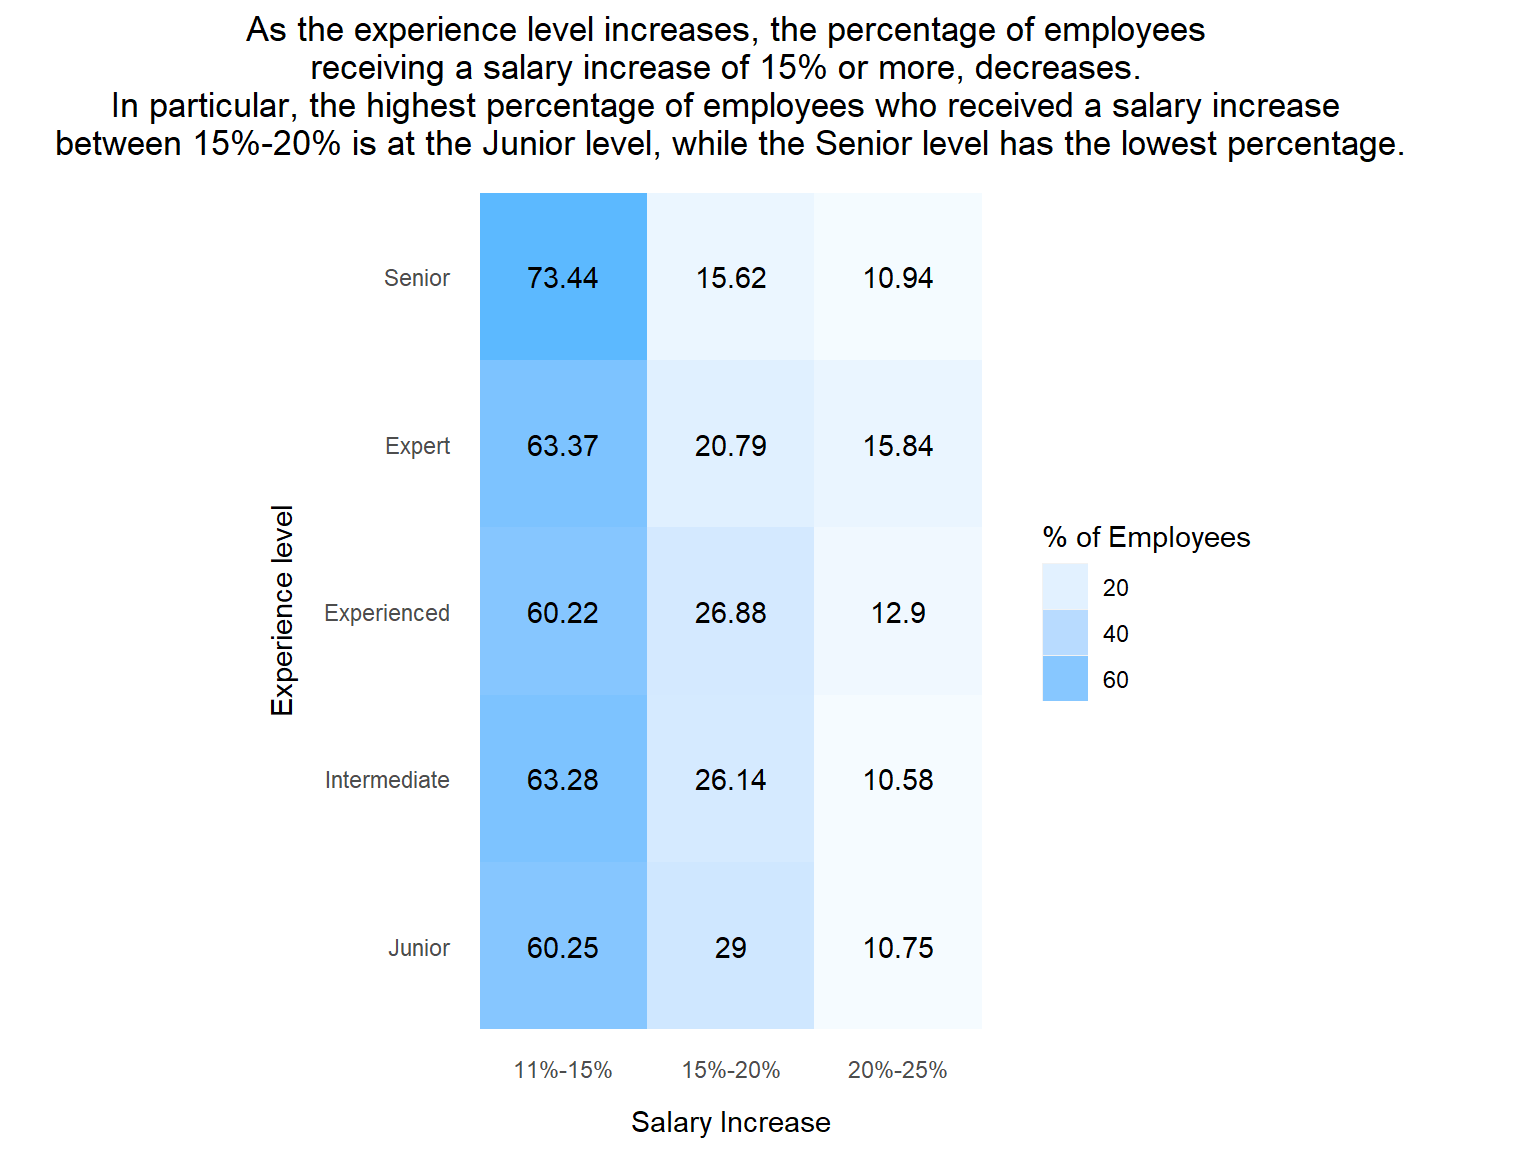 As the experience level increases, the percentage of employees
receiving a salary increase of 15% or more, decreases.
In particular, the highest percentage of employees who received a salary increase
between 15%-20% is at the Junior level, while the Senior level has the lowest percentage.
Senior 73.44 15.62 10.94
Expert 63.37 20.79 15.84
Experienced 60.22 26.88 12.9
Intermediate 63.28 26.14 10.58
Junior 60.25 29 10.75
Experience level
11%-15% 15%-20% 20%-25%
Salary Increase
% of Employees
20
40
60